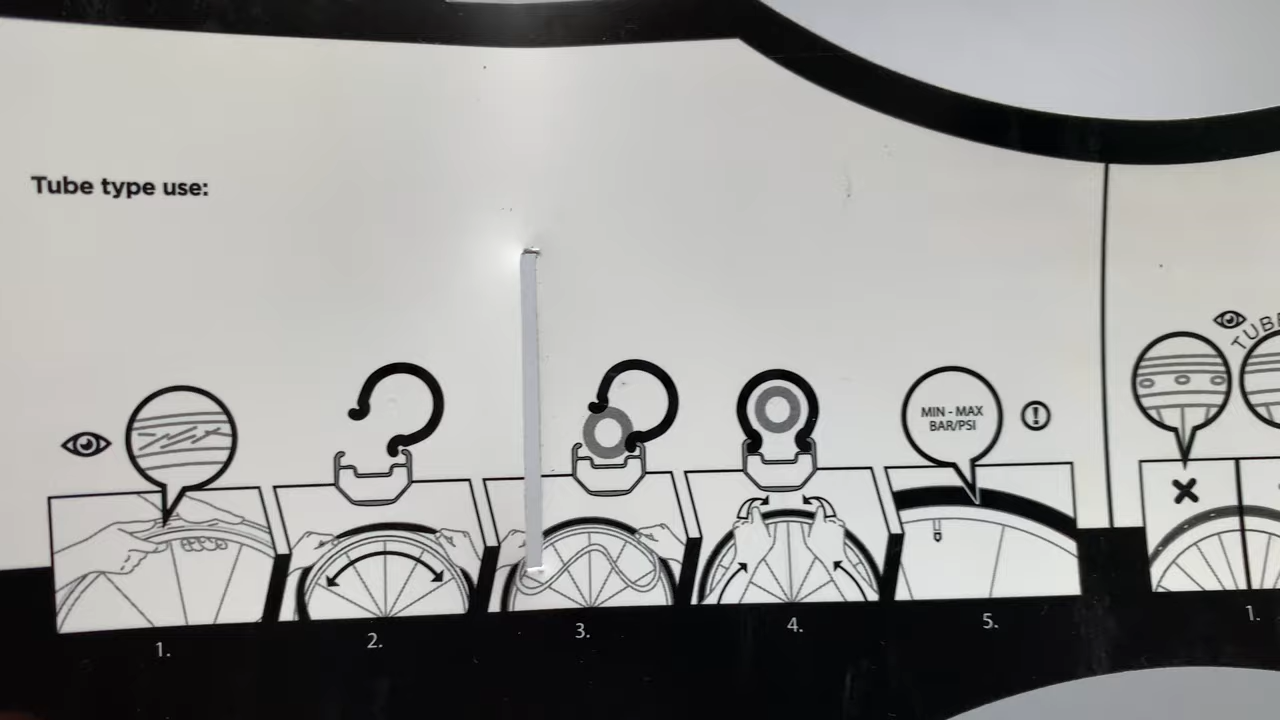 Tube type use:
MIN - MAX
BAR/PSI
!
1.
2.
3.
4.
5.
1.